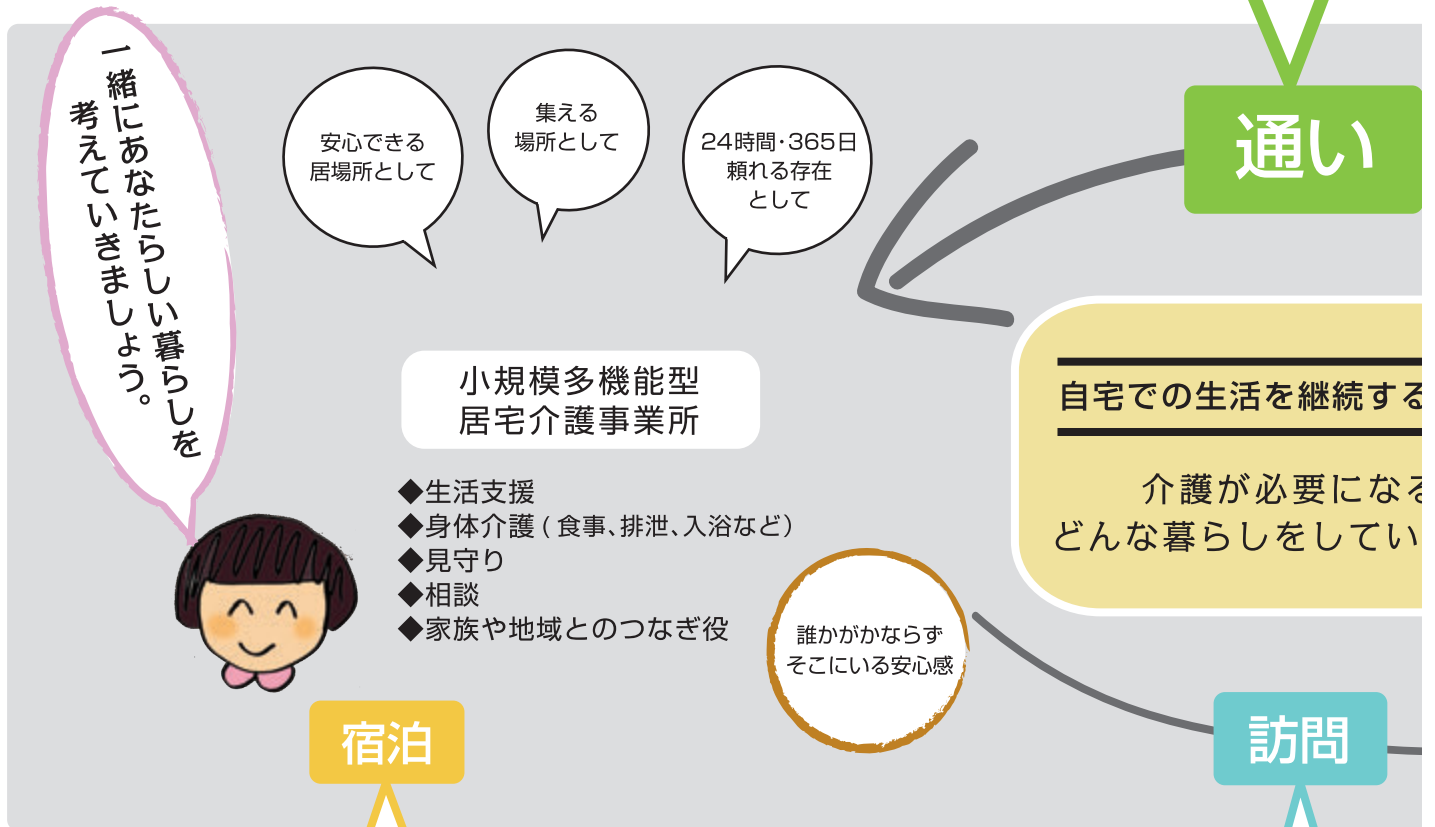 一緒にあなたらしい暮らしを
考えていきましょう。
安心できる
居場所として
集える
場所として
24時間･365日
頼れる存在
として
通い
小規模多機能型
居宅介護事業所
◆生活支援
◆身体介護 ( 食事、排泄、入浴など）
◆見守り
◆相談
◆家族や地域とのつなぎ役
自宅での生活を継続する
介護が必要になる
どんな暮らしをしてい
誰かがかならず
そこにいる安心感
宿泊
訪問